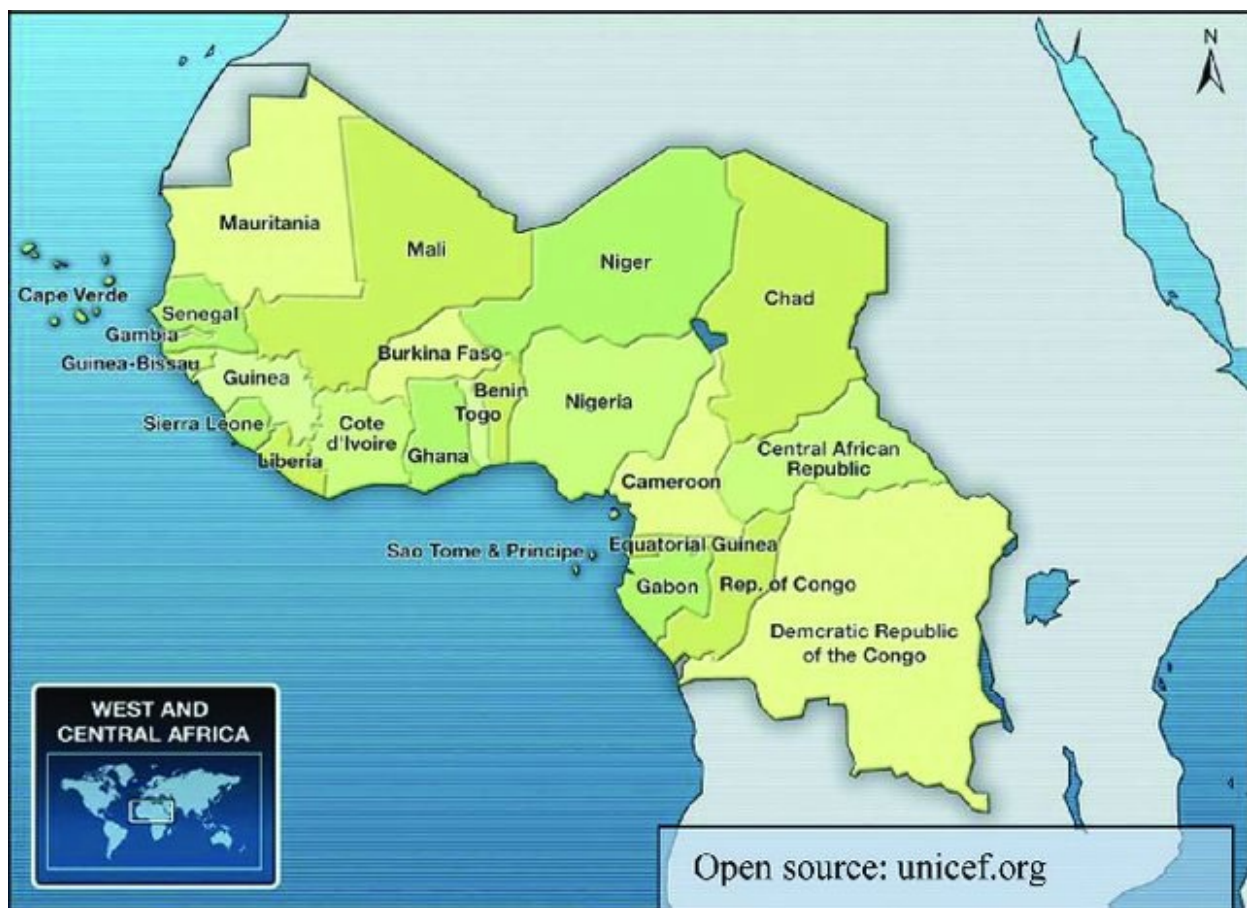 N
Mauritania
Mali
Niger
Chad
Cape Verde
Senegal
Gambia
Guinea-Bissau
Guinea
Burkina Faso
Benin
Togo
Nigeria
Sierra Leone
Cote
d'Ivoire
Ghana
Liberia
Central African
Republic
Cameroon
Sao Tome & Principe
Equatorial Guinea
Gabon
Rep. of Congo
Demcratic Republic
of the Congo
WEST AND
CENTRAL AFRICA
Open source: unicef.org